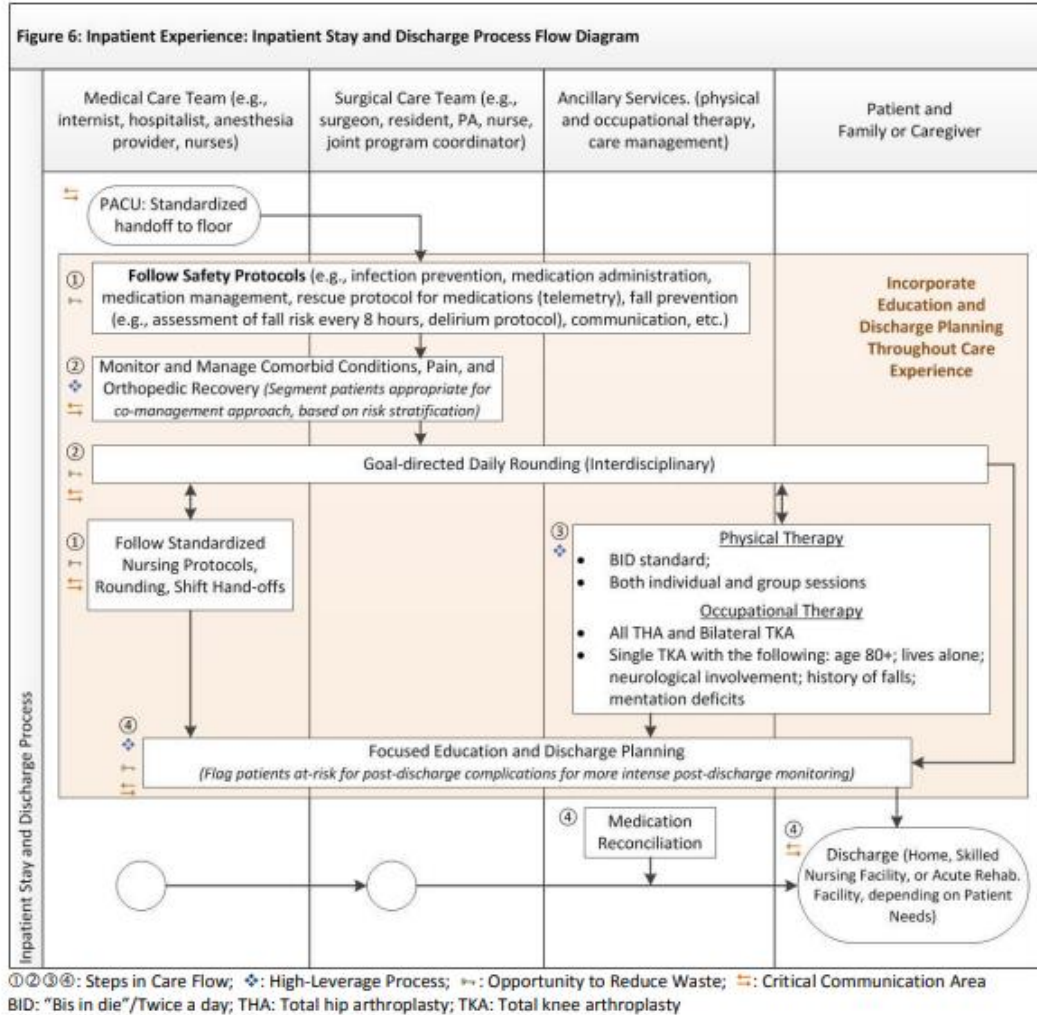 Figure 6: Inpatient Experience: Inpatient Stay and Discharge Process Flow Diagram
Medical Care Team (e.g.,
internist, hospitalist, anesthesia
provider, nurses)
Surgical Care Team (e.g.,
surgeon, resident, PA, nurse,
joint program coordinator)
Ancillary Services. (physical
and occupational therapy,
care management)
Patient and
Family or Caregiver
Inpatient Stay and Discharge Process
PACU: Standardized
handoff to floor
①
Follow Safety Protocols (e.g., infection prevention, medication administration,
medication management, rescue protocol for medications (telemetry), fall prevention
(e.g., assessment of fall risk every 8 hours, delirium protocol), communication, etc.)
Incorporate
Education and
Discharge Planning
Throughout Care
Experience
②
Monitor and Manage Comorbid Conditions, Pain, and
Orthopedic Recovery (Segment patients appropriate for
co-management approach, based on risk stratification)
②
Goal-directed Daily Rounding (Interdisciplinary)
①
Follow Standardized
Nursing Protocols,
Rounding, Shift Hand-offs
③
Physical Therapy
• BID standard;
• Both individual and group sessions
Occupational Therapy
• All THA and Bilateral TKA
• Single TKA with the following: age 80+; lives alone;
neurological involvement; history of falls;
mentation deficits
④
Focused Education and Discharge Planning
(Flag patients at-risk for post-discharge complications for more intense post-discharge monitoring)
④
Medication
Reconciliation
④
Discharge (Home, Skilled
Nursing Facility, or Acute Rehab.
Facility, depending on Patient
Needs)
①②③④: Steps in Care Flow; : High-Leverage Process; : Opportunity to Reduce Waste; : Critical Communication Area
BID: “Bis in die”/Twice a day; THA: Total hip arthroplasty; TKA: Total knee arthroplasty